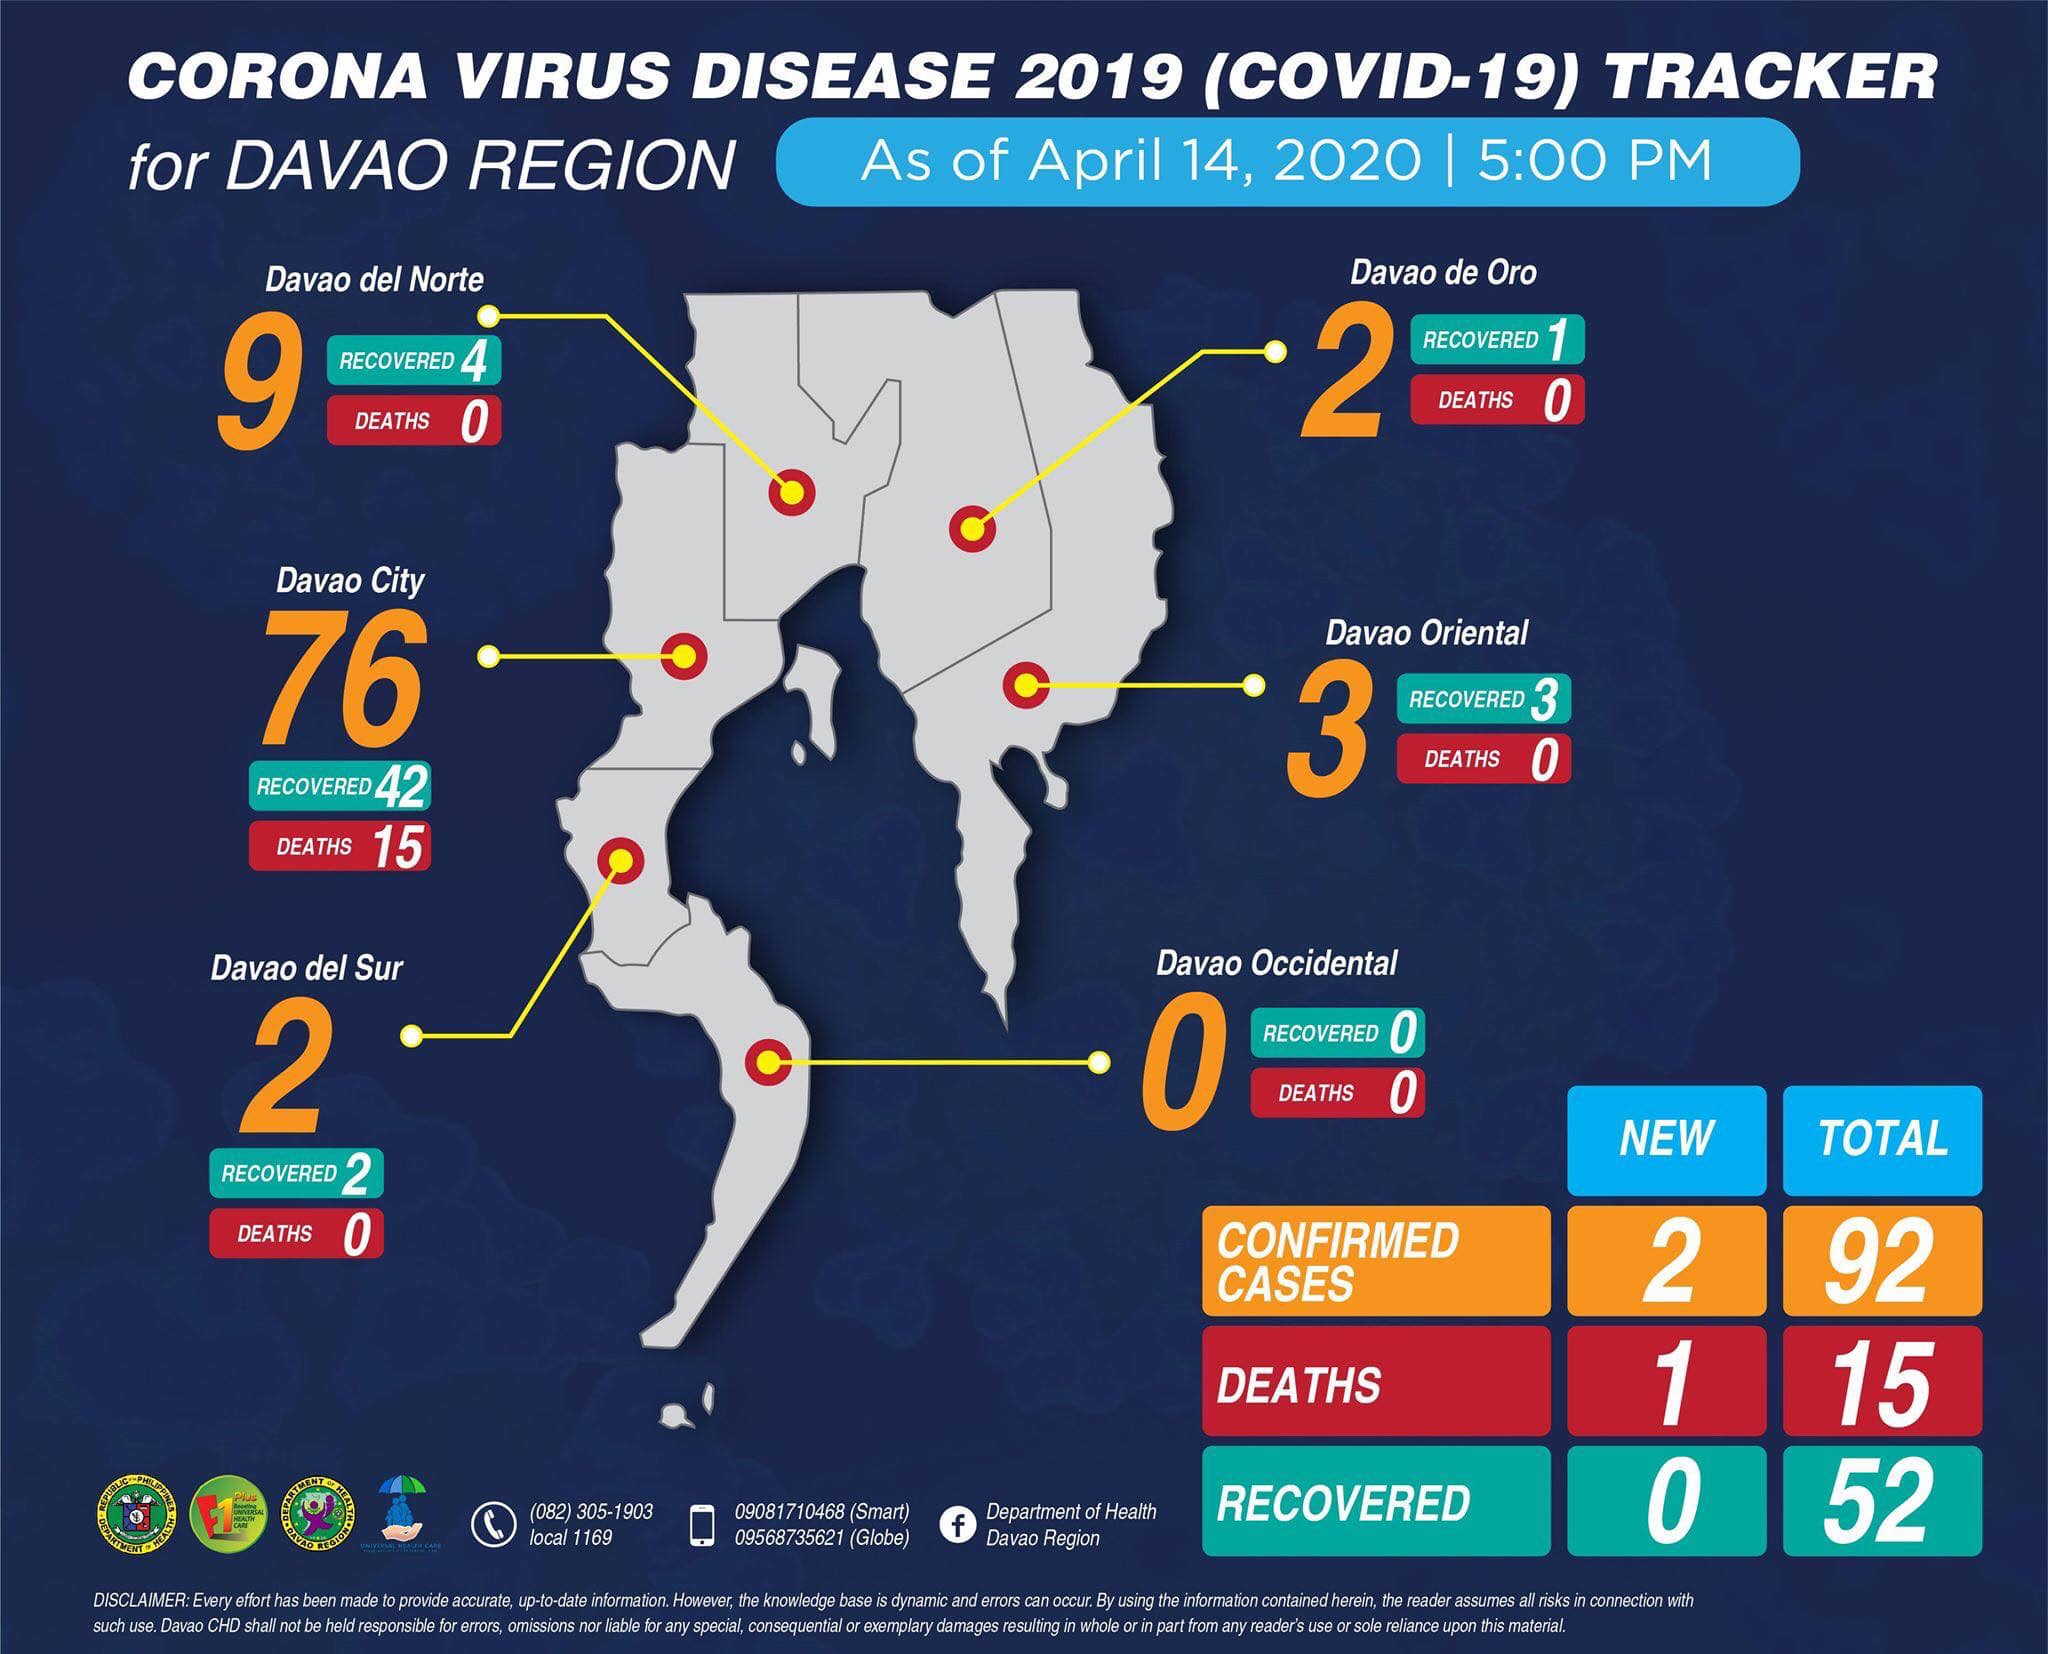 CORONA VIRUS DISEASE 2019 (COVID-19) TRACKER
for DAVAO REGION
As of April 14, 2020 | 5:00 PM
Davao del Norte
9
RECOVERED 4
DEATHS 0
Davao de Oro
2
RECOVERED 1
DEATHS 0
Davao City
76
RECOVERED 42
DEATHS 15
Davao Oriental
3
RECOVERED 3
DEATHS 0
Davao del Sur
2
RECOVERED 2
DEATHS 0
Davao Occidental
0
RECOVERED 0
DEATHS 0
NEW TOTAL
CONFIRMED
CASES
2 92
DEATHS 1 15
RECOVERED 0 52
REPUBLIC OF THE PHILIPPINES
DEPARTMENT OF HEALTH
F1 Plus
Boosting
UNIVERSAL
HEALTH
CARE
DEPARTMENT OF HEALTH
DAVAO REGION
UNIVERSAL HEALTH CARE
(082) 305-1903
local 1169
09081710468 (Smart)
09568735621 (Globe)
f
Department of Health
Davao Region
DISCLAIMER: Every effort has been made to provide accurate, up-to-date information. However, the knowledge base is dynamic and errors can occur. By using the information contained herein, the reader assumes all risks in connection with
such use. Davao CHD shall not be held responsible for errors, omissions nor liable for any special, consequential or exemplary damages resulting in whole or in part from any reader's use or sole reliance upon this material.